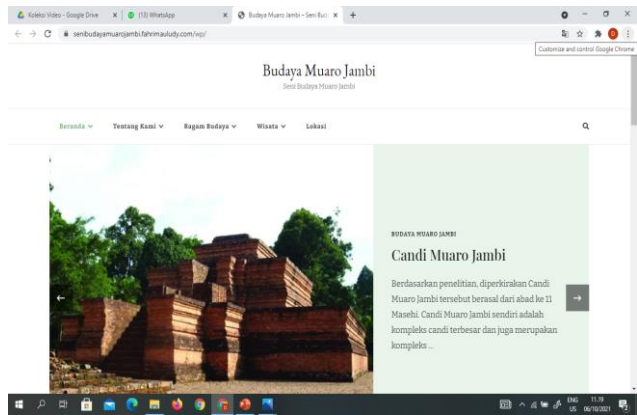 Koleksi Video - Google Drive
(13) WhatsApp
Budaya Muaro Jambi – Seni Bud
senibudayamuarojambi.fahrimauludy.com/wp/
Customize and control Google Chrome
Budaya Muaro Jambi
Seni Budaya Muaro Jambi
Beranda Tentang Kami Ragam Budaya Wisata Lokasi
BUDAYA MUARO JAMBI
Candi Muaro Jambi
Berdasarkan penelitian, diperkirakan Candi
Muaro Jambi tersebut berasal dari abad ke 11
Masehi. Candi Muaro Jambi sendiri adalah
kompleks candi terbesar dan juga merupakan
kompleks ...
ENG 11.19
US 06/10/2021